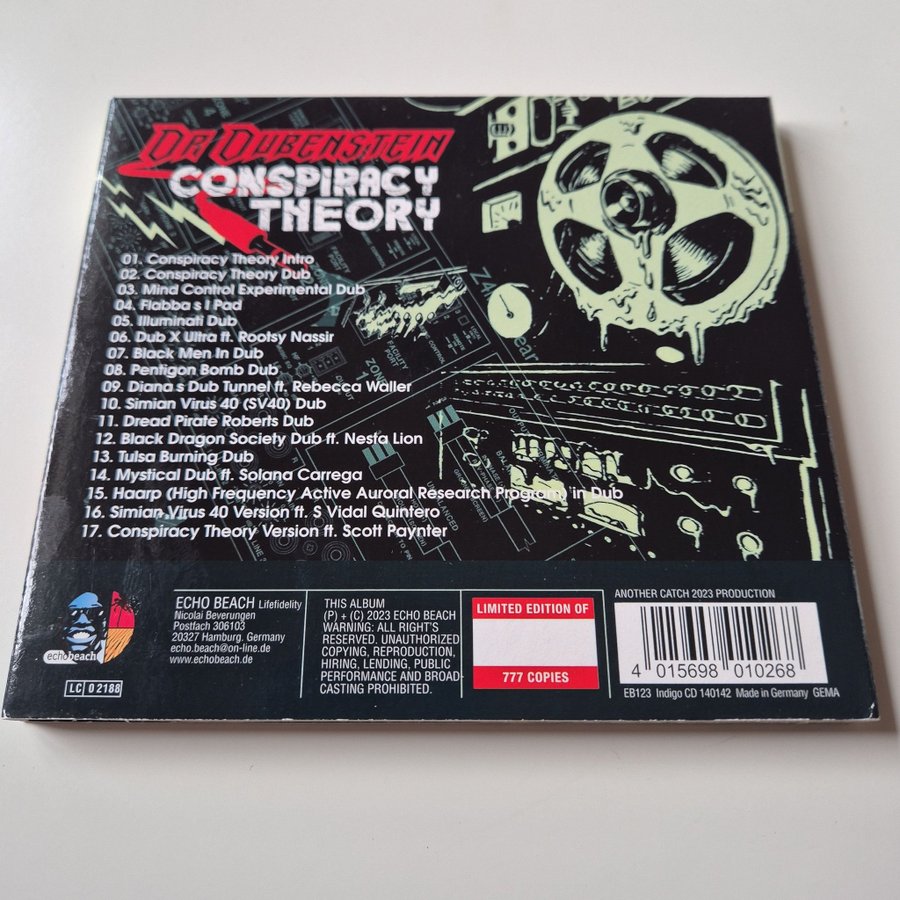 DR DUBENSTEIN
CONSPIRACY
THEORY
01. Conspiracy Theory Intro
02. Conspiracy Theory Dub
03. Mind Control Experimental Dub
04. Flabba s I Pad
05. Illuminati Dub
06. Dub X Ultra ft. Rootsy Nassir
07. Black Men In Dub
08. Pentigon Bomb Dub
09. Diana s Dub Tunnel ft. Rebecca Waller
10. Simian Virus 40 (SV40) Dub
11. Dread Pirate Roberts Dub
12. Black Dragon Society Dub ft. Nesta Lion
13. Tulsa Burning Dub
14. Mystical Dub ft. Solana Carrega
15. Haarp (High Frequency Active Auroral Research Program) in Dub
16. Simian Virus 40 Version ft. S Vidal Quintero
17. Conspiracy Theory Version ft. Scott Paynter
FACILITY
PORT
ZONE
UNBALANCED
echobeach
LC 02188
ECHO BEACH Lifefidelity
Nicolai Beverungen
Postfach 306103
20327 Hamburg. Germany
echo.beach@on-line.de
www.echobeach.de
THIS ALBUM
(P) + (C) 2023 ECHO BEACH
WARNING: ALL RIGHT'S
RESERVED. UNAUTHORIZED
COPYING, REPRODUCTION,
HIRING, LENDING, PUBLIC
PERFORMANCE AND BROAD-
CASTING PROHIBITED.
LIMITED EDITION OF
777 COPIES
ANOTHER CATCH 2023 PRODUCTION
4 015698 010268
EB123 Indigo CD 140142 Made in Germany GEMA